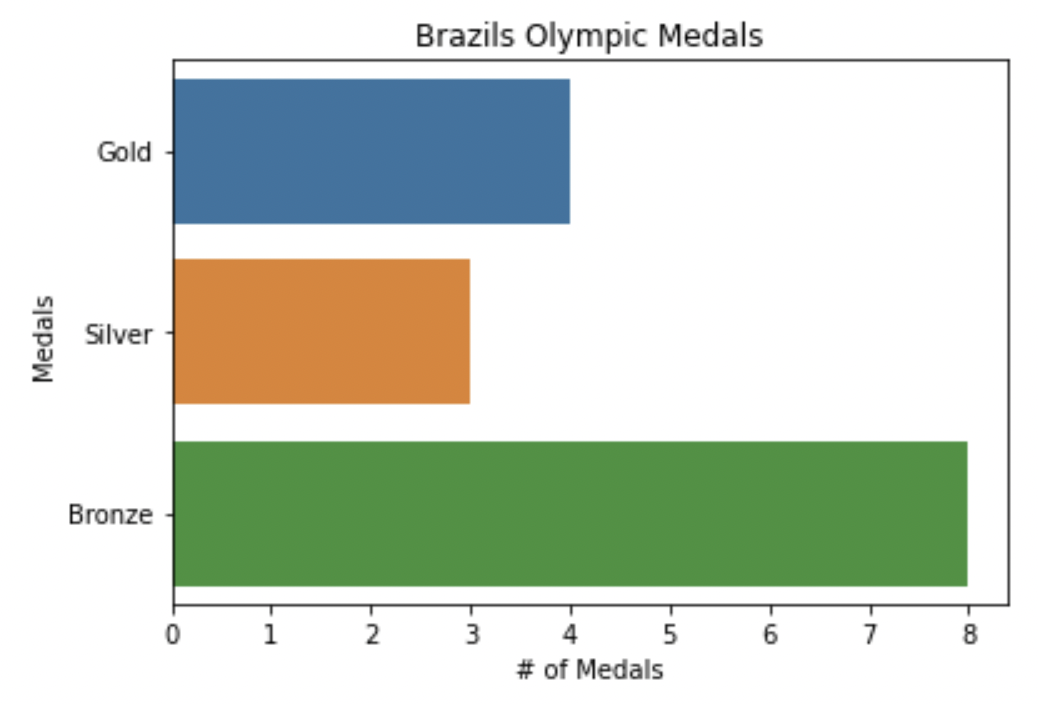 Brazils Olympic Medals
Gold
Silver
Bronze
Medals
0 1 2 3 4 5 6 7 8
# of Medals